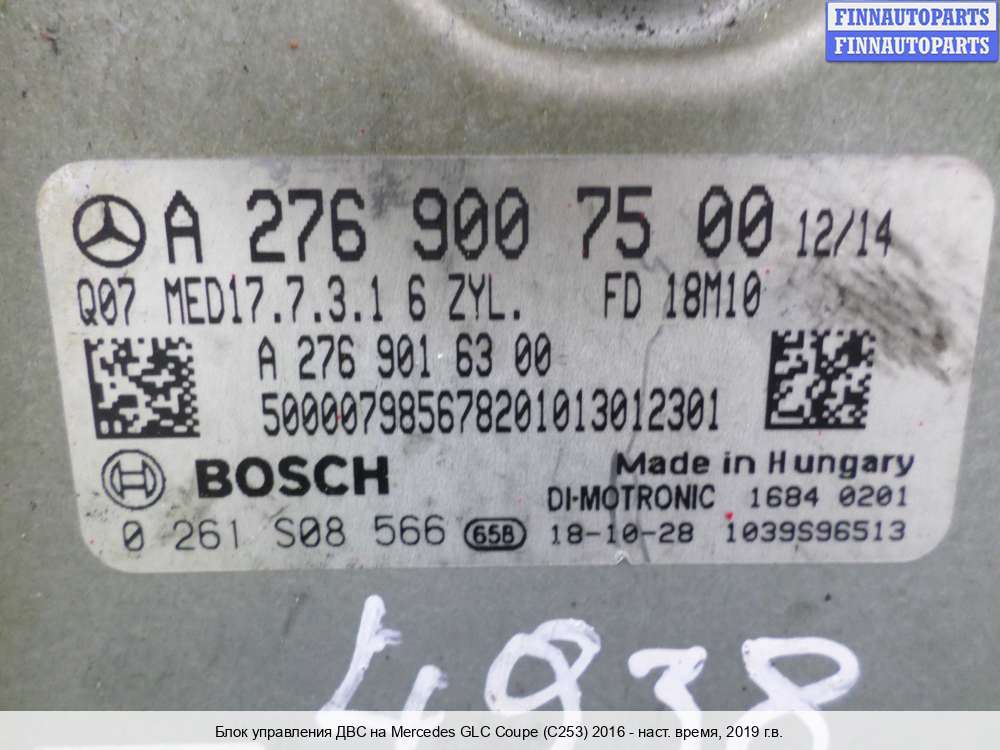 FINNAUTOPARTS
FINNAUTOPARTS
A 276 900 75 00 12/14
Q07 MED17.7.3.1 6 ZYL. FD 18M10
A 276 901 63 00
500007985678201013012301
BOSCH
Made in Hungary
DI-MOTRONIC 1684 0201
0 261 S08 566 65B 18-10-28 1039S96513
4938
Блок управления ДВС на Mercedes GLC Coupe (C253) 2016 - наст. время, 2019 г.в.